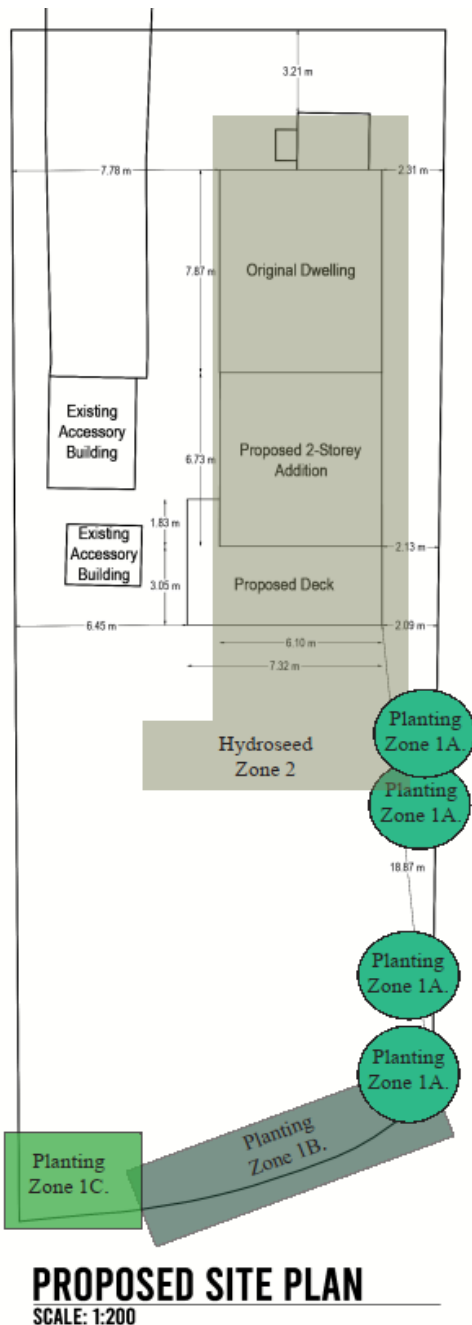 3.21 m
7.78 m
2.31 m
7.87 m
Original Dwelling
Existing
Accessory
Building
6.73 m
Proposed 2-Storey
Addition
1.83 m
Existing
Accessory
Building
3.05 m
2.13 m
Proposed Deck
6.45 m
2.09 m
6.10 m
7.32 m
Planting
Zone 1A.
Hydroseed
Zone 2
Planting
Zone 1A.
18.87 m
Planting
Zone 1A.
Planting
Zone 1A.
Planting
Zone 1B.
Planting
Zone 1C.
PROPOSED SITE PLAN
SCALE: 1:200